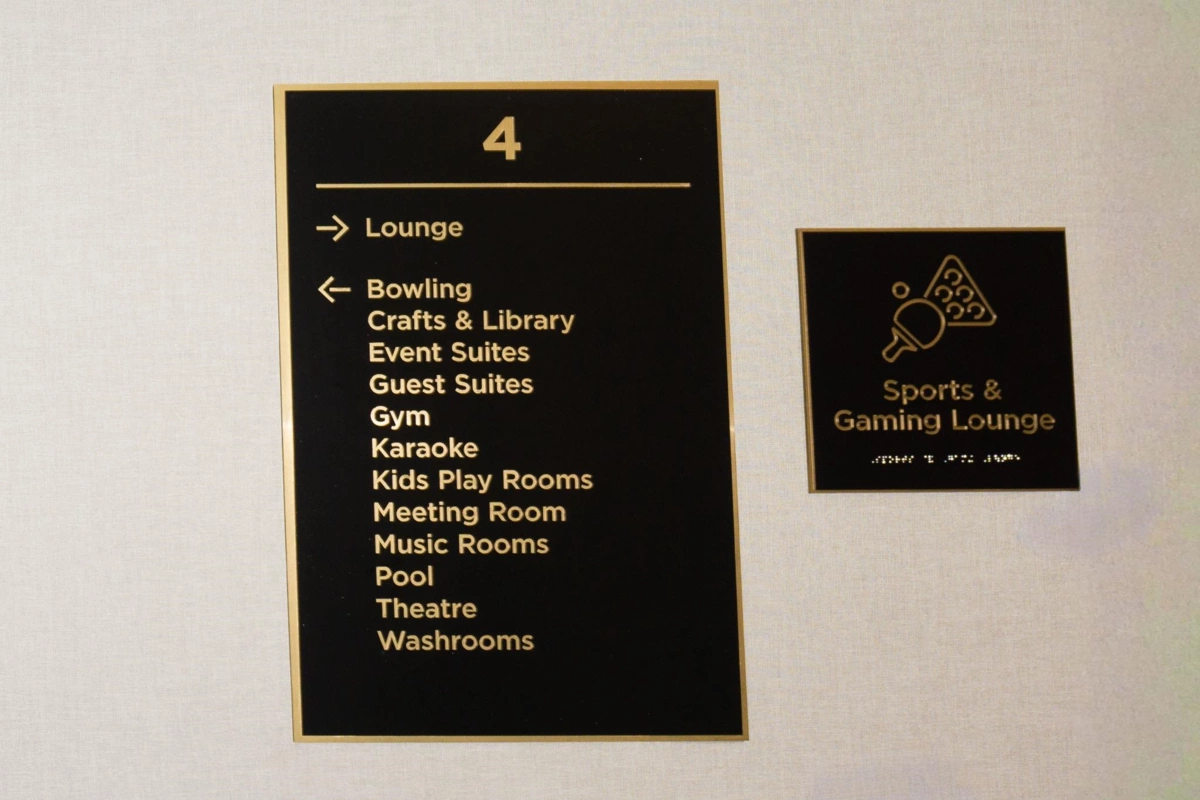 4
→ Lounge
← Bowling
Crafts & Library
Event Suites
Guest Suites
Gym
Karaoke
Kids Play Rooms
Meeting Room
Music Rooms
Pool
Theatre
Washrooms
Sports &
Gaming Lounge